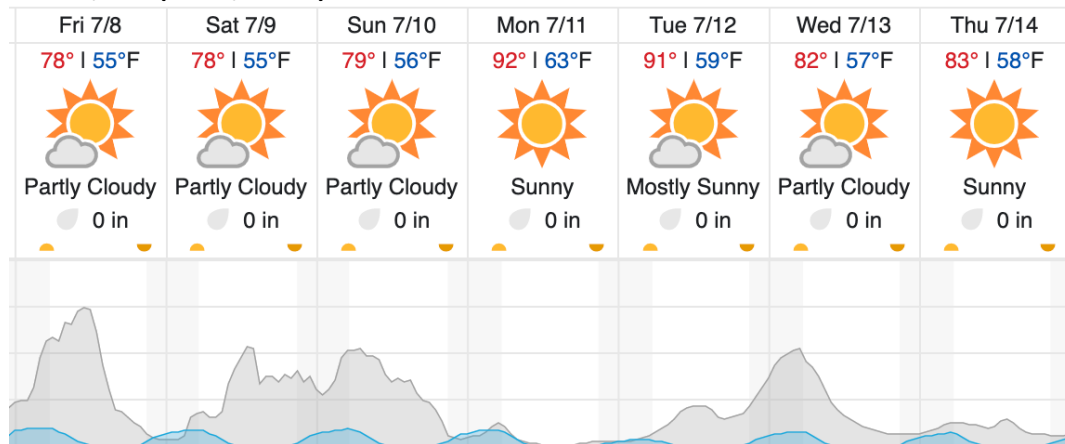 Fri 7/8 Sat 7/9 Sun 7/10 Mon 7/11 Tue 7/12 Wed 7/13 Thu 7/14
78° | 55°F 78° | 55°F 79° | 56°F 92° | 63°F 91° | 59°F 82° | 57°F 83° | 58°F
Partly Cloudy Partly Cloudy Partly Cloudy Sunny Mostly Sunny Partly Cloudy Sunny
0 in 0 in 0 in 0 in 0 in 0 in 0 in